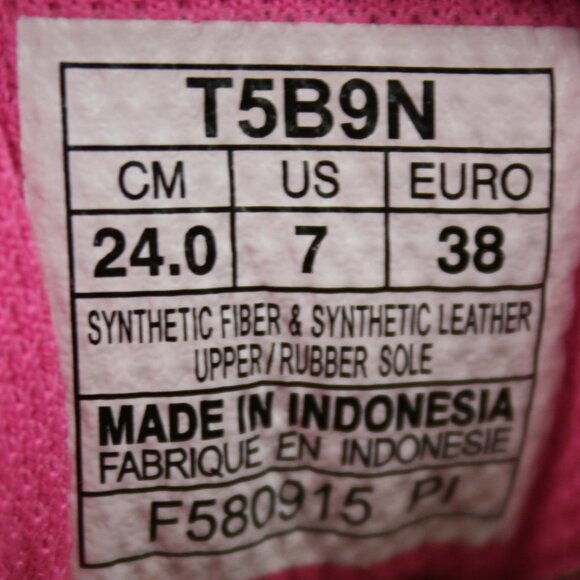 T5B9N
CM US EURO
24.0 7 38
SYNTHETIC FIBER & SYNTHETIC LEATHER
UPPER/RUBBER SOLE
MADE IN INDONESIA
FABRIQUE EN INDONESIE
F580915 PI